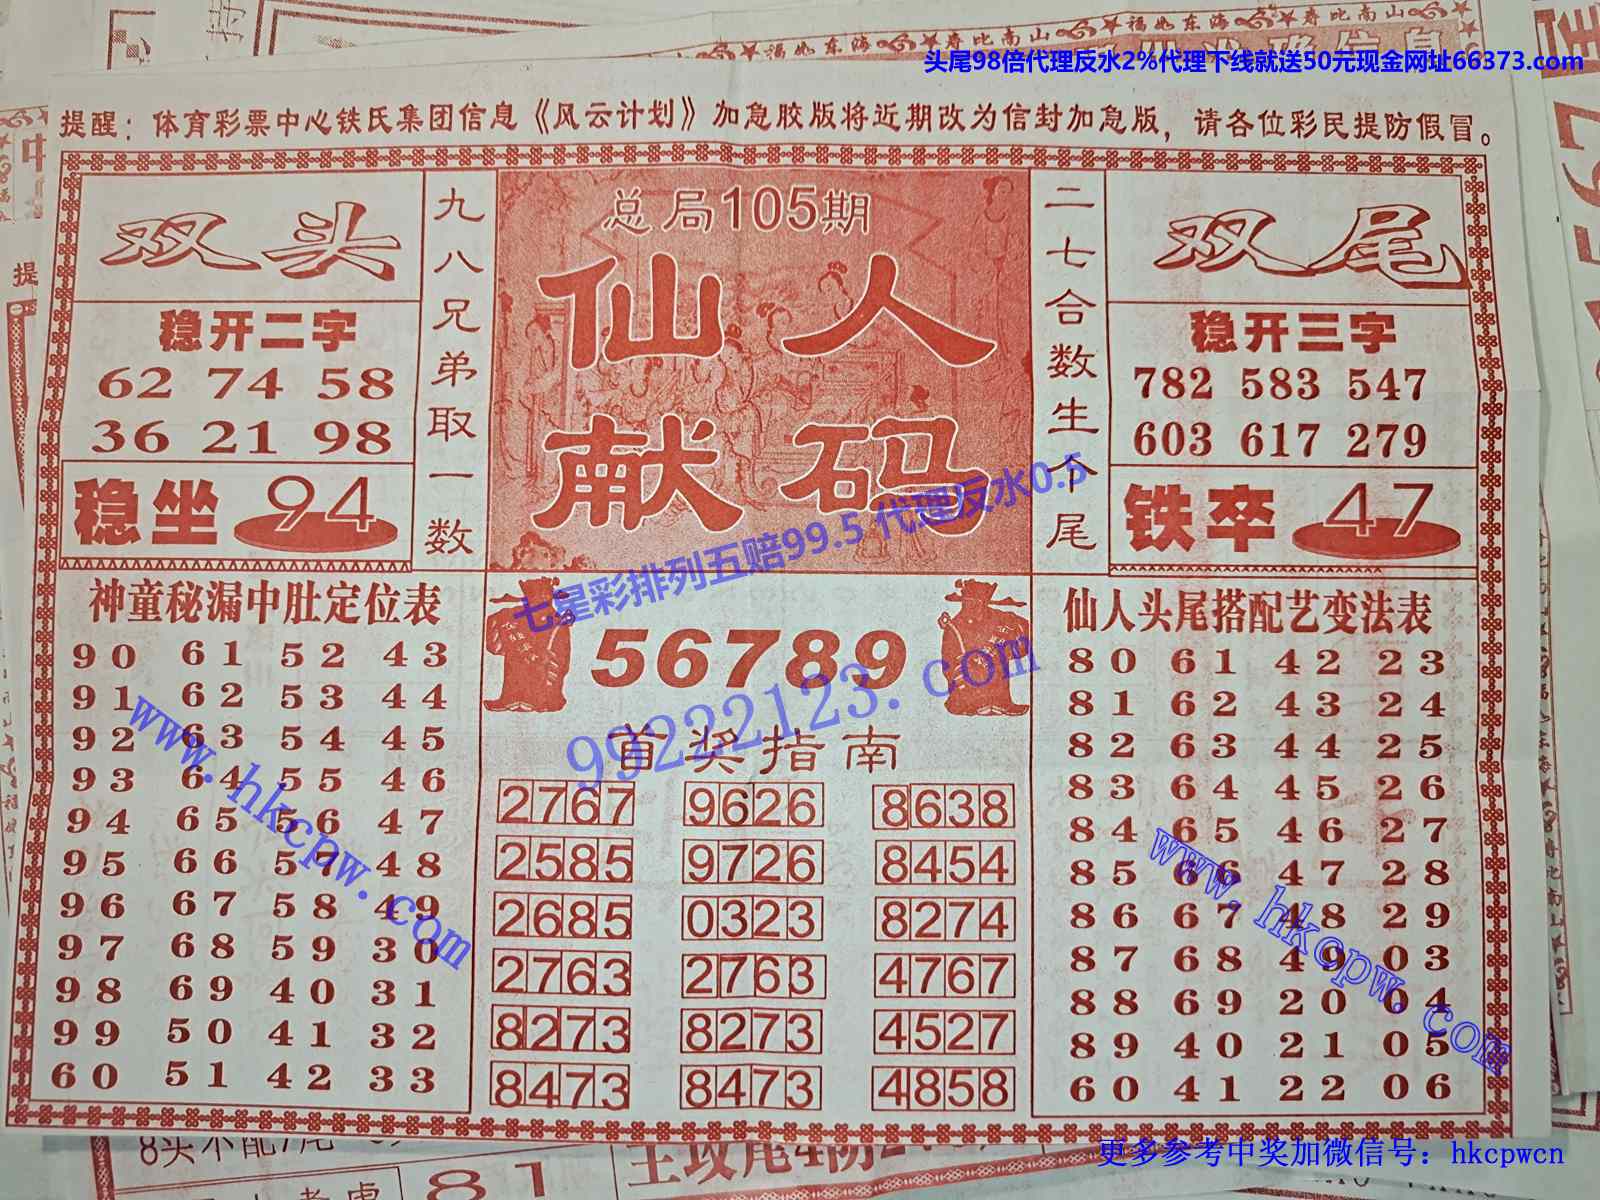 福如东海 寿比南山
头尾98倍代理反水2%代理下线就送50元现金网址66373.com
提醒：体育彩票中心铁氏集团信息《风云计划》加急胶版将近期改为信封加急版，请各位彩民提防假冒。
双头
稳开二字
62 74 58
36 21 98
稳坐 94
九八兄弟取一数
总局105期
仙人
献码
二七合数生个尾
双尾
稳开三字
782 583 547
603 617 279
铁卒 47
七星彩排列五赔99.5 代理反水0.5
神童秘漏中肚定位表
90 61 52 43
91 62 53 44
92 63 54 45
93 64 55 46
94 65 56 47
95 66 57 48
96 67 58 49
97 68 59 30
98 69 40 31
99 50 41 32
60 51 42 33
www.hkcpw.com
56789
99222123.com
首奖指南
2767 9626 8638
2585 9726 8454
2685 0323 8274
2763 2763 4767
8273 8273 4527
8473 8473 4858
仙人头尾搭配艺变法表
80 61 42 23
81 62 43 24
82 63 44 25
83 64 45 26
84 65 46 27
85 66 47 28
86 67 48 29
87 68 49 03
88 69 20 04
89 40 21 05
60 41 22 06
www.hkcpw.com
更多参考中奖加微信号：hkcpwcn